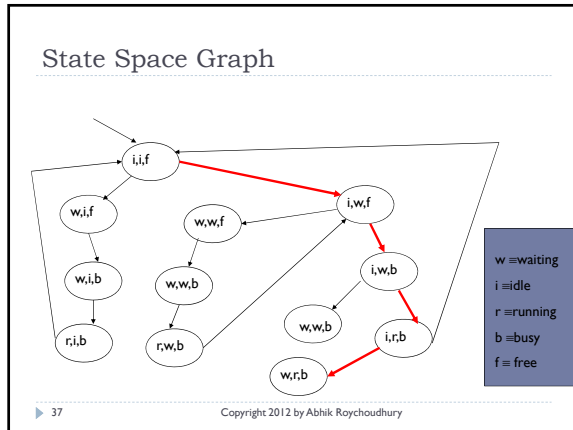 State Space Graph
i,i,f
i,w,f
w,i,f
w,w,f
i,w,b
w,i,b
w,w,b
w,w,b
r,i,b
r,w,b
i,r,b
w,r,b
w ≡waiting
i ≡idle
r ≡running
b ≡busy
f ≡ free
37
Copyright 2012 by Abhik Roychoudhury